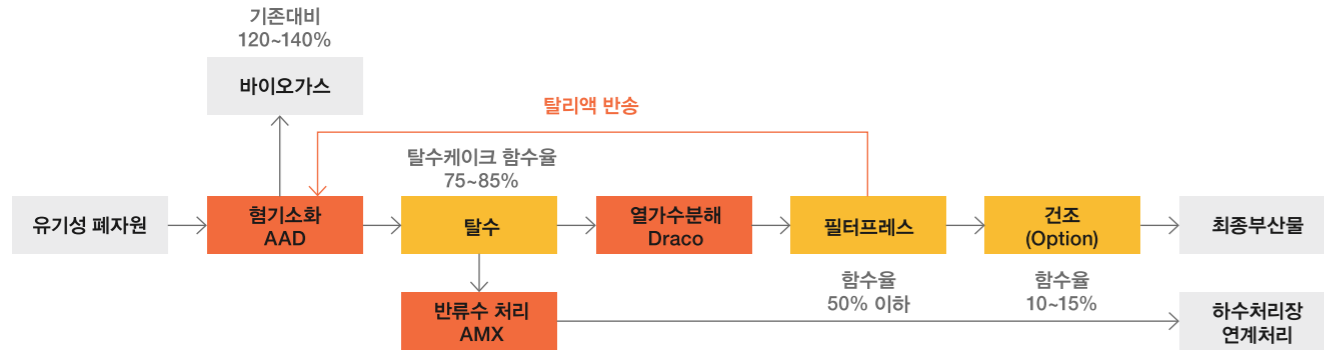 기존대비
120~140%
바이오가스
탈리액 반송
탈수케이크 함수율
75~85%
유기성 폐자원
혐기소화
AAD
탈수
열가수분해
Draco
필터프레스
건조
(Option)
최종부산물
반류수 처리
AMX
함수율
50% 이하
함수율
10~15%
하수처리장
연계처리